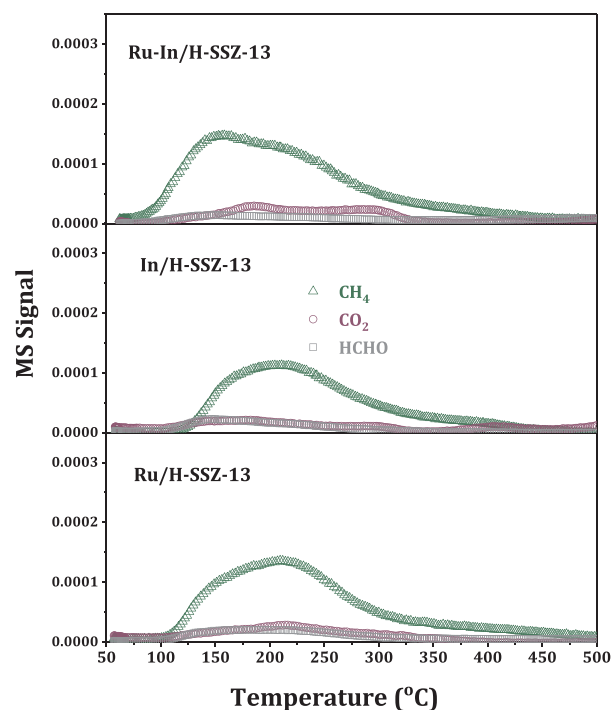 MS Signal
0.0003
Ru-In/H-SSZ-13
0.0002
0.0001
0.0000
0.0003
In/H-SSZ-13
0.0002
CH₄
CO₂
0.0001
HCHO
0.0000
0.0003
Ru/H-SSZ-13
0.0002
0.0001
0.0000
50 100 150 200 250 300 350 400 450 500
Temperature (⁰C)